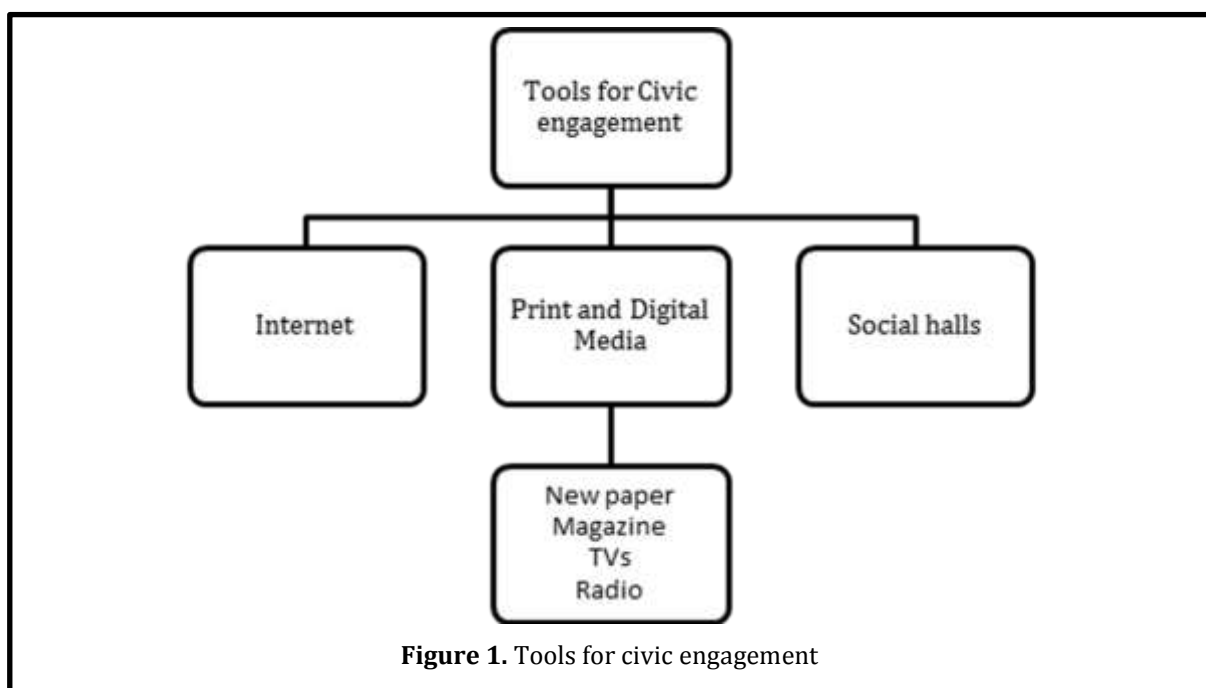 Tools for Civic
engagement
Internet
Print and Digital
Media
Social halls
New paper
Magazine
TVs
Radio
Figure 1. Tools for civic engagement